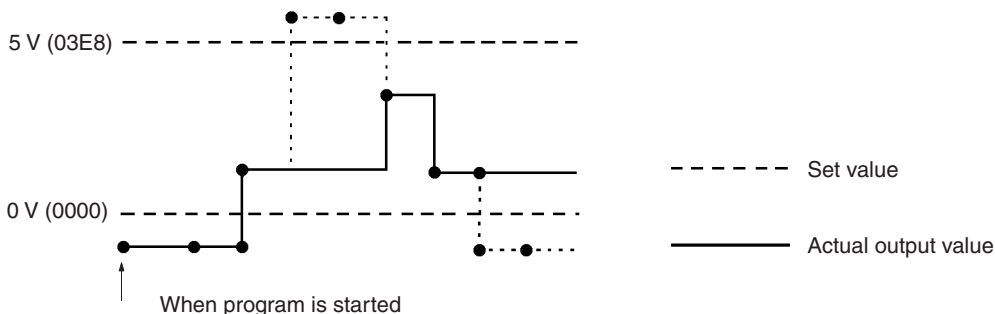 5 V (03E8)
Set value
0 V (0000)
Actual output value
When program is started